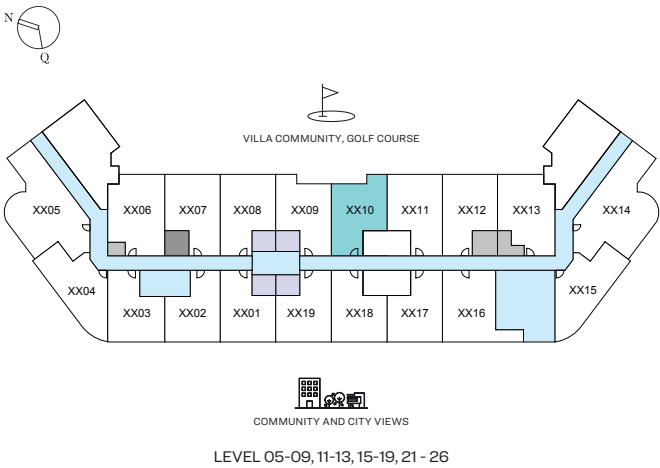 N
Q
VILLA COMMUNITY, GOLF COURSE
XX05 XX06 XX07 XX08 XX09 XX10 XX11 XX12 XX13 XX14
XX04 XX15
XX03 XX02 XX01 XX19 XX18 XX17 XX16
COMMUNITY AND CITY VIEWS
LEVEL 05-09, 11-13, 15-19, 21 - 26